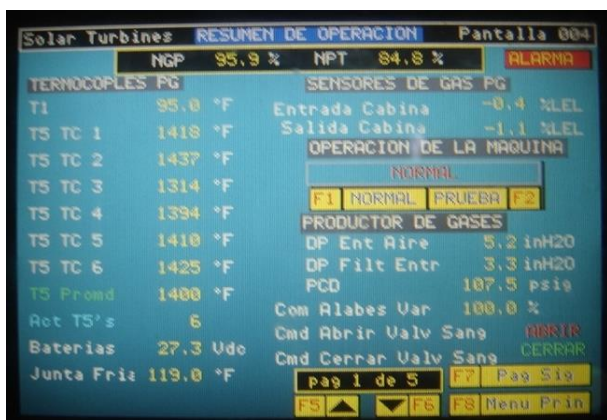 Solar Turbines RESUMEN DE OPERACION Pantalla 004
NGP 95.9 % NPT 84.8 % ALARMA
TERMOCOPLES PG
T1 95.0 °F
T5 TC 1 1418 °F
T5 TC 2 1437 °F
T5 TC 3 1314 °F
T5 TC 4 1394 °F
T5 TC 5 1410 °F
T5 TC 6 1425 °F
T5 Promd 1400 °F
Act T5's 6
Baterias 27.3 Vdc
Junta Fria 119.0 °F
SENSORES DE GAS PG
Entrada Cabina -0.4 %LEL
Salida Cabina -1.1 %LEL
OPERACION DE LA MAQUINA
NORMAL
F1 NORMAL PRUEBA F2
PRODUCTOR DE GASES
DP Ent Aire 5.2 inH2O
DP Filt Entr 3.3 inH2O
PCD 107.5 psig
Com Alabes Var 100.0 %
Cmd Abrir Valv Sang ABRIR
Cmd Cerrar Valv Sang CERRAR
pag 1 de 5 F7 Pag Sig
F5 F6 F8 Menu Prin